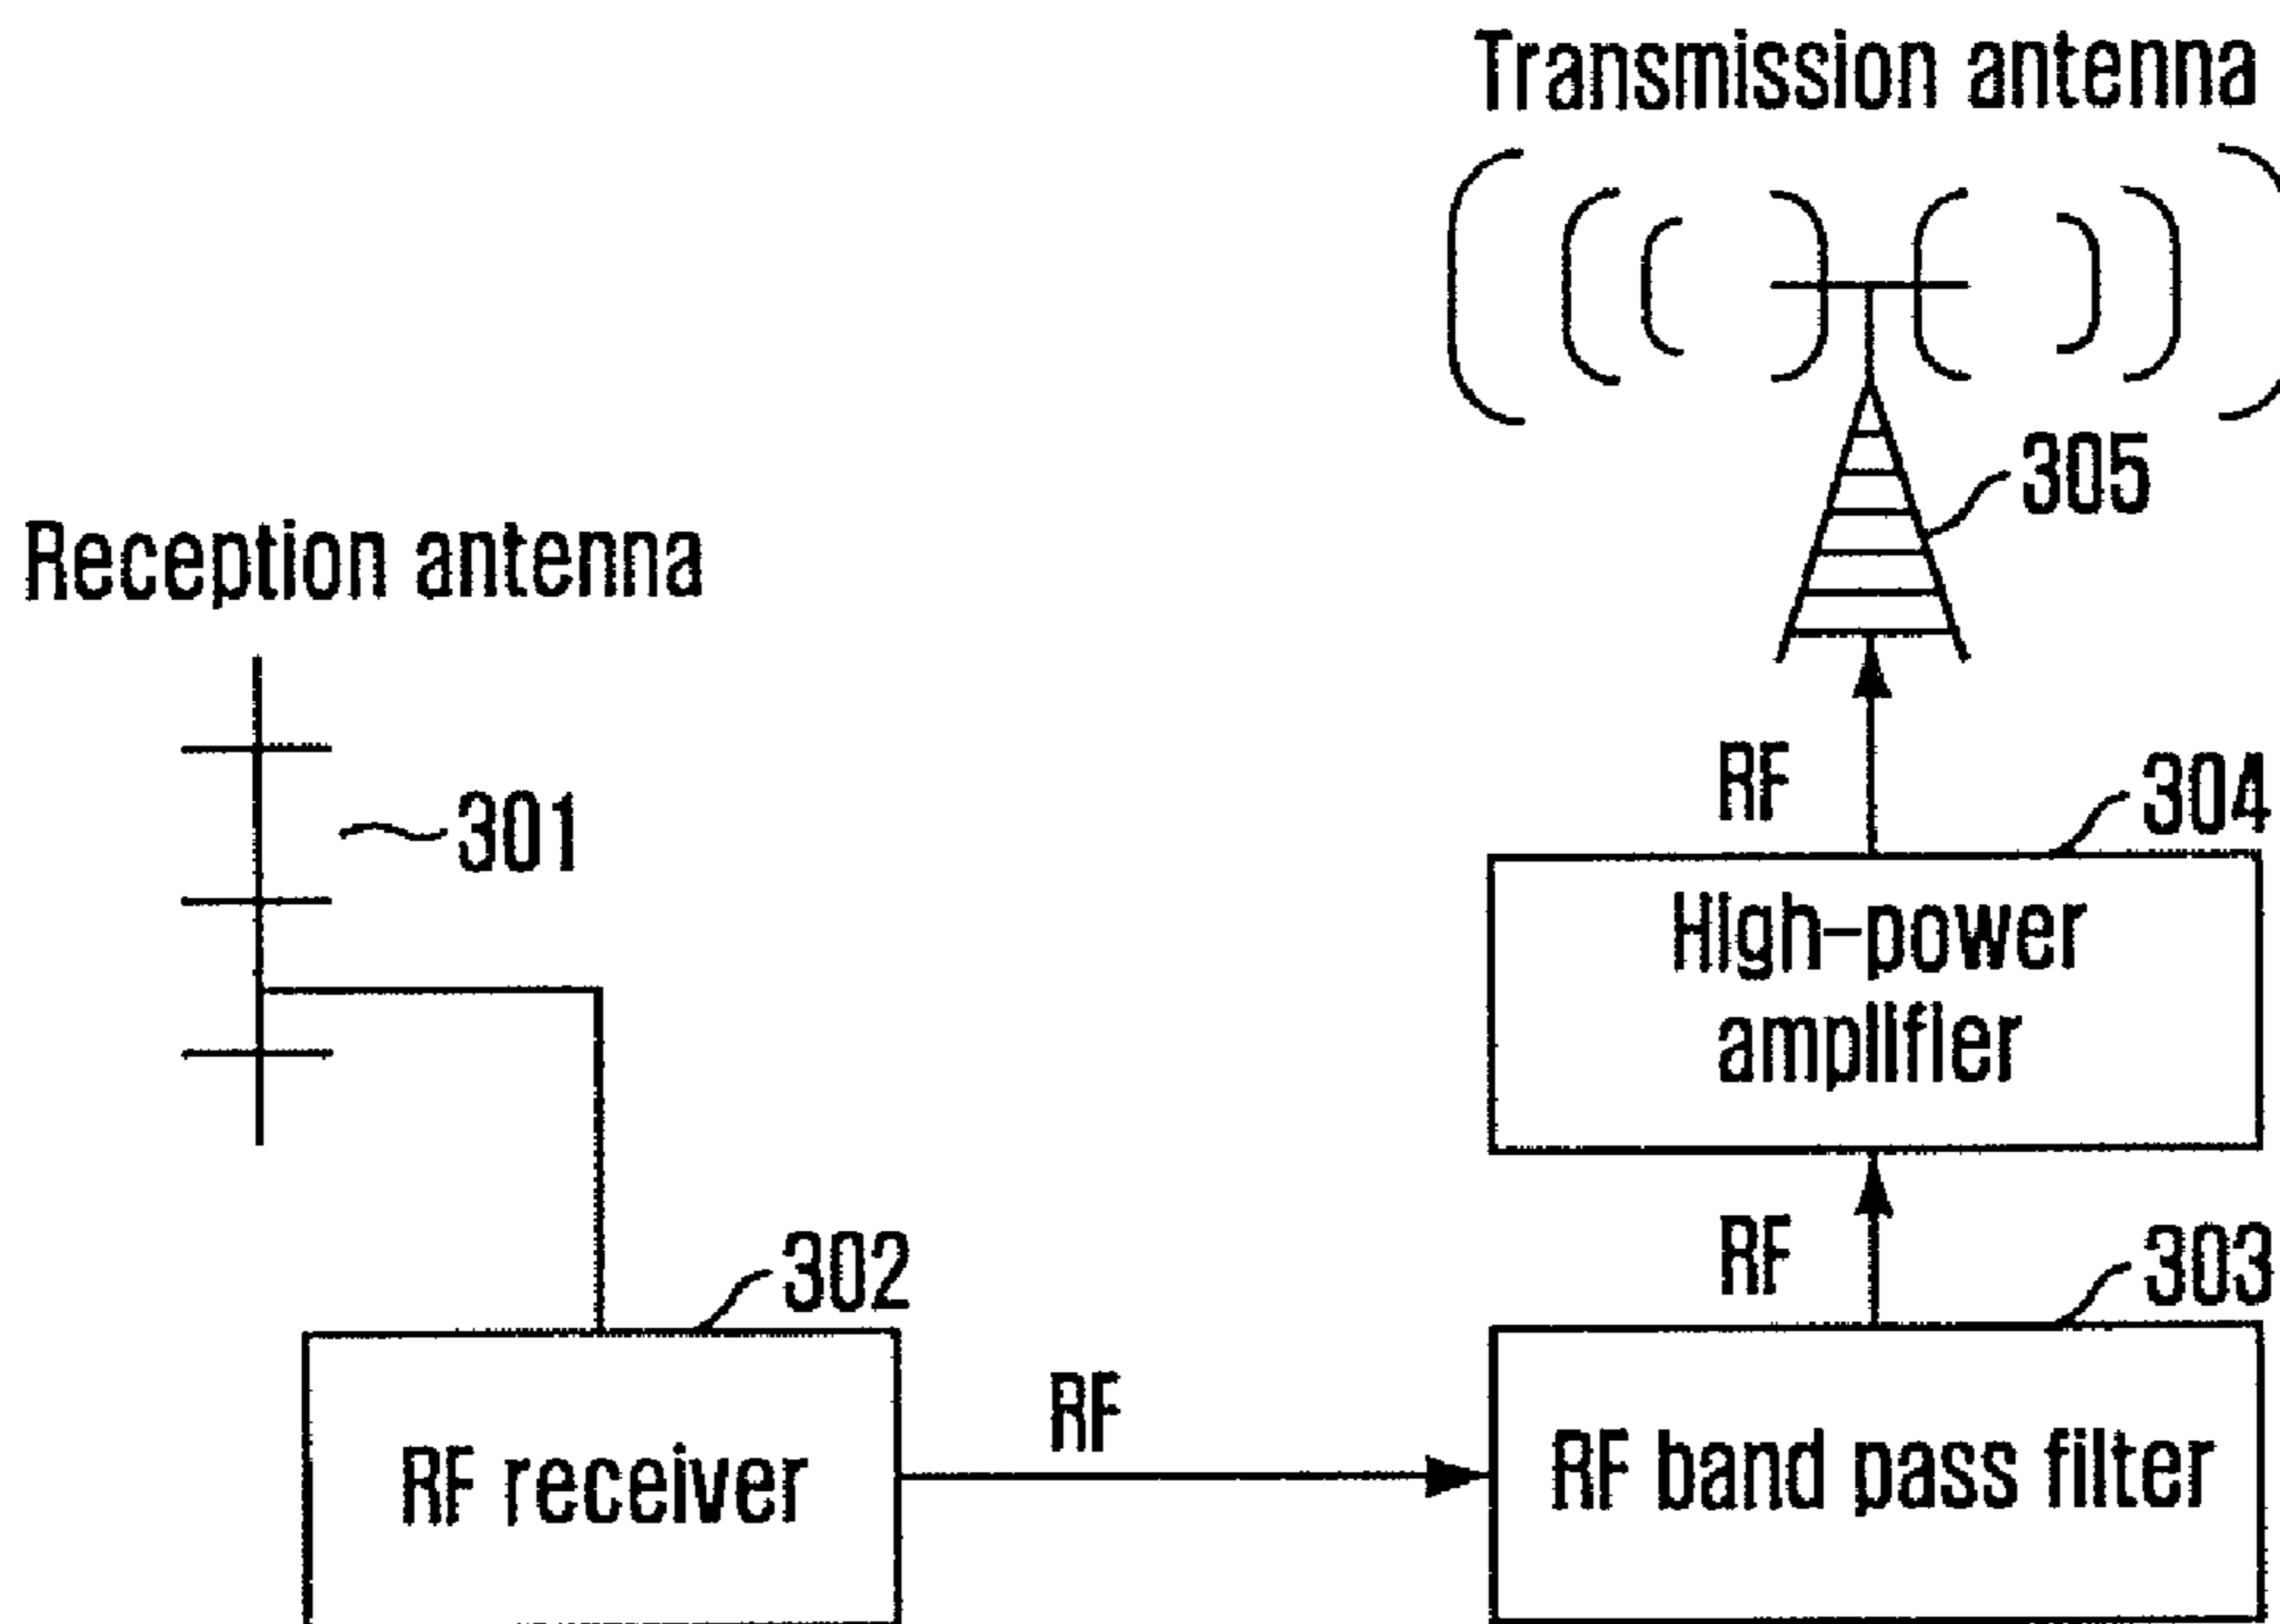 Transmission antenna
305
Reception antenna
301
RF
304
High-power
amplifier
RF
302
303
RF
RF receiver
RF band pass filter